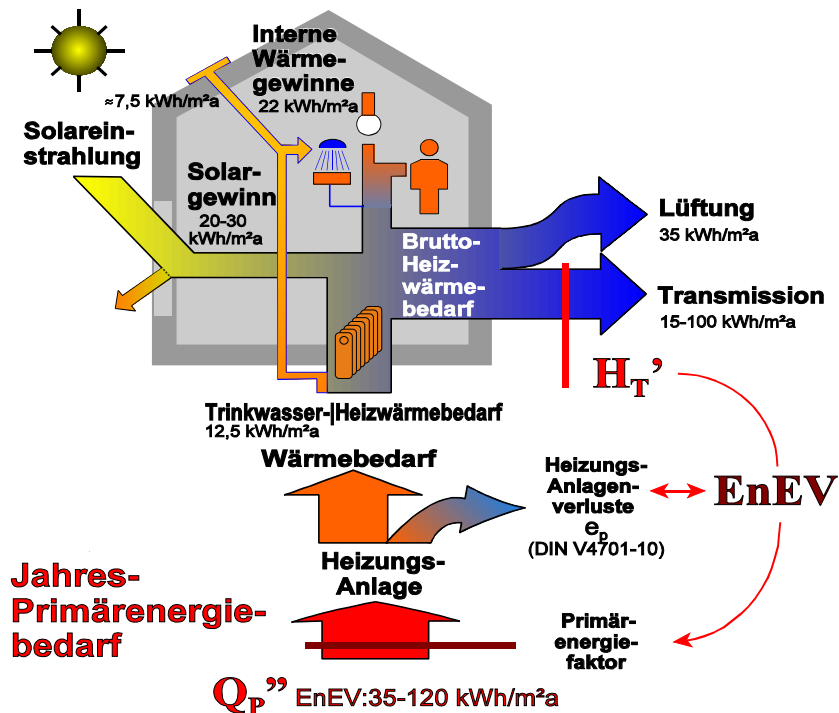 Interne
Wärme-
gewinne
22 kWh/m²a
≈7,5 kWh/m²a
Solarein-
strahlung
Solar-
gewinn
20-30
kWh/m²a
Brutto-
Heiz-
wärme-
bedarf
Lüftung
35 kWh/m²a
Transmission
15-100 kWh/m²a
H_T’
Trinkwasser-|Heizwärmebedarf
12,5 kWh/m²a
Wärmebedarf
Heizungs-
Anlagen-
verluste
e_p
(DIN V4701-10)
EnEV
Heizungs-
Anlage
Jahres-
Primärenergie-
bedarf
Primär-
energie-
faktor
Q_P” EnEV:35-120 kWh/m²a